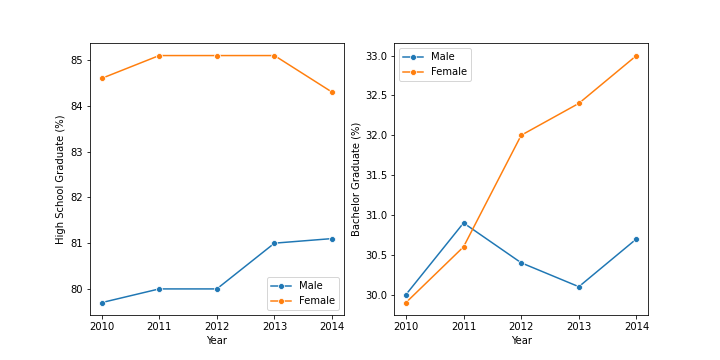 High School Graduate (%)
85
84
83
82
81
80
2010 2011 2012 2013 2014
Year
Male
Female
Bachelor Graduate (%)
33.0
32.5
32.0
31.5
31.0
30.5
30.0
2010 2011 2012 2013 2014
Year
Male
Female